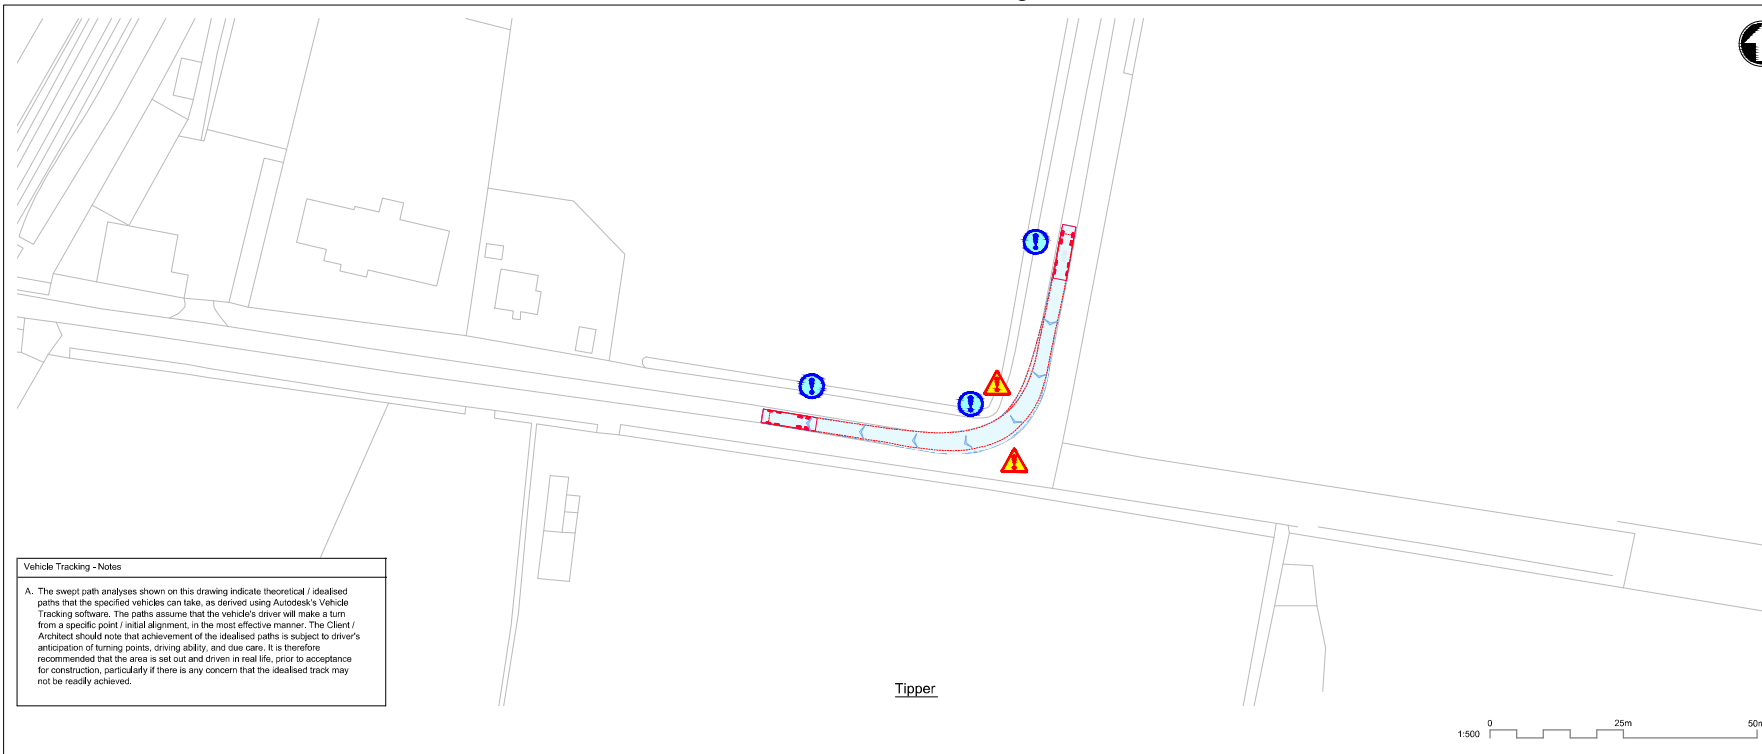 Vehicle Tracking - Notes
A. The swept path analyses shown on this drawing indicate theoretical / idealised
paths that the specified vehicles can take, as derived using Autodesk's Vehicle
Tracking software. The paths assume that the vehicle's driver will make a turn
from a specific point / initial alignment, in the most effective manner. The Client /
Architect should note that achievement of the idealised paths is subject to driver's
anticipation of turning points, driving ability, and due care. It is therefore
recommended that the area is set out and driven in real life, prior to acceptance
for construction, particularly if there is any concern that the idealised track may
not be readily achieved.
Tipper
1:500
0 25m 50m